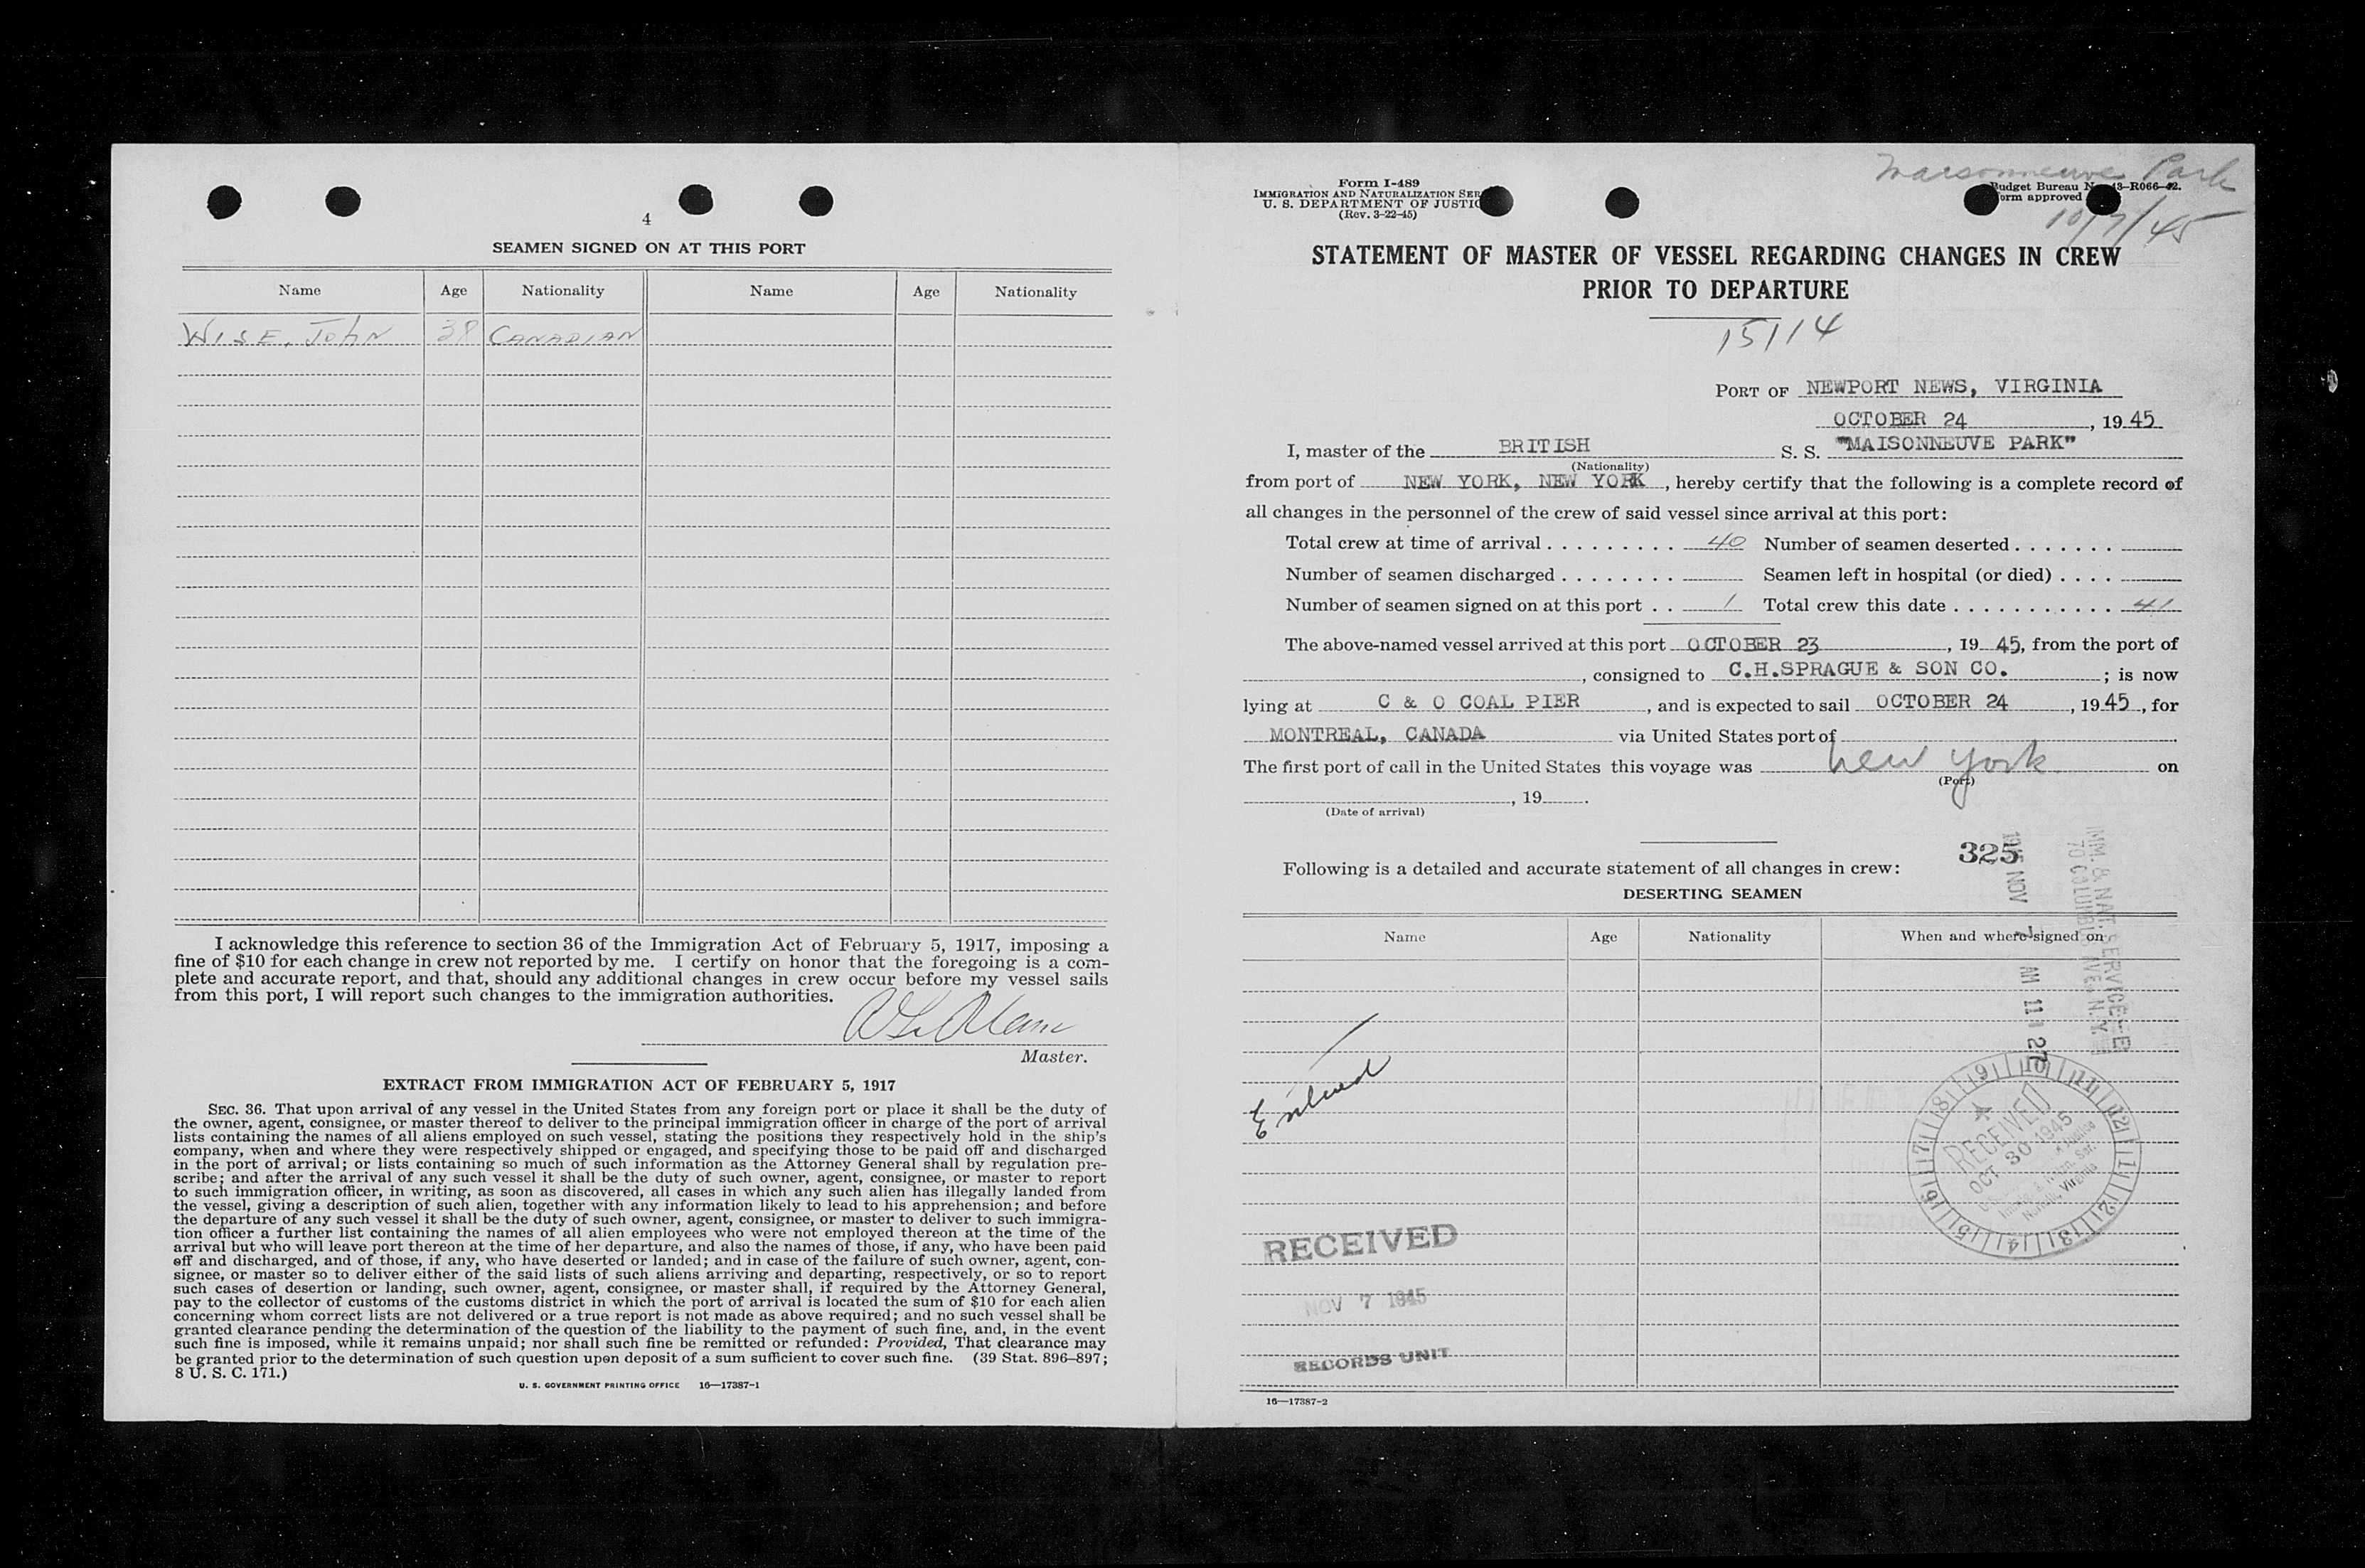 4
SEAMEN SIGNED ON AT THIS PORT
Name Age Nationality Name Age Nationality
WISE, JOHN 38 CANADIAN
I acknowledge this reference to section 36 of the Immigration Act of February 5, 1917, imposing a
fine of $10 for each change in crew not reported by me. I certify on honor that the foregoing is a com-
plete and accurate report, and that, should any additional changes in crew occur before my vessel sails
from this port, I will report such changes to the immigration authorities.
Master.
EXTRACT FROM IMMIGRATION ACT OF FEBRUARY 5, 1917
SEC. 36. That upon arrival of any vessel in the United States from any foreign port or place it shall be the duty of
the owner, agent, consignee, or master thereof to deliver to the principal immigration officer in charge of the port of arrival
lists containing the names of all aliens employed on such vessel, stating the positions they respectively hold in the ship's
company, when and where they were respectively shipped or engaged, and specifying those to be paid off and discharged
in the port of arrival; or lists containing so much of such information as the Attorney General shall by regulation pre-
scribe; and after the arrival of any such vessel it shall be the duty of such owner, agent, consignee, or master to report
to such immigration officer, in writing, as soon as discovered, all cases in which any such alien has illegally landed from
the vessel, giving a description of such alien, together with any information likely to lead to his apprehension; and before
the departure of any such vessel it shall be the duty of such owner, agent, consignee, or master to deliver to such immigra-
tion officer a further list containing the names of all alien employees who were not employed thereon at the time of the
arrival but who will leave port thereon at the time of her departure, and also the names of those, if any, who have been paid
off and discharged, and of those, if any, who have deserted or landed; and in case of the failure of such owner, agent, con-
signee, or master so to deliver either of the said lists of such aliens arriving and departing, respectively, or so to report
such cases of desertion or landing, such owner, agent, consignee, or master shall, if required by the Attorney General,
pay to the collector of customs of the customs district in which the port of arrival is located the sum of $10 for each alien
concerning whom correct lists are not delivered or a true report is not made as above required; and no such vessel shall be
granted clearance pending the determination of the question of the liability to the payment of such fine, and, in the event
such fine is imposed, while it remains unpaid; nor shall such fine be remitted or refunded: Provided, That clearance may
be granted prior to the determination of such question upon deposit of a sum sufficient to cover such fine. (39 Stat. 896–897;
8 U. S. C. 171.)
U. S. GOVERNMENT PRINTING OFFICE 16—17387-1
Maisonneuve Park
10/7/45
Form I-489
IMMIGRATION AND NATURALIZATION SER
U. S. DEPARTMENT OF JUSTIC
(Rev. 3-22-45)
Budget Bureau N 43-R066-42.
orm approved
STATEMENT OF MASTER OF VESSEL REGARDING CHANGES IN CREW
PRIOR TO DEPARTURE
15114
PORT OF NEWPORT NEWS, VIRGINIA
OCTOBER 24, 1945
I, master of the BRITISH S. S. "MAISONNEUVE PARK"
(Nationality)
from port of NEW YORK, NEW YORK, hereby certify that the following is a complete record of
all changes in the personnel of the crew of said vessel since arrival at this port:
Total crew at time of arrival . . . . . . . . . 40 Number of seamen deserted . . . . . . .
Number of seamen discharged . . . . . . . . Seamen left in hospital (or died) . . . .
Number of seamen signed on at this port . . 1 Total crew this date . . . . . . . . . . . 41
The above-named vessel arrived at this port OCTOBER 23, 19 45, from the port of
, consigned to C.H.SPRAGUE & SON CO. ; is now
lying at C & O COAL PIER, and is expected to sail OCTOBER 24, 1945, for
MONTREAL, CANADA via United States port of
The first port of call in the United States this voyage was New York on
(Port)
, 19 .
(Date of arrival)
325
Following is a detailed and accurate statement of all changes in crew:
DESERTING SEAMEN
Name Age Nationality When and where signed on
1945 NOV 7 AM 11 27
IMM. & NAT. SERVICE
70 COLUMBUS AVE. N.Y.
Entered
RECEIVED
OCT 30 1945
Norfolk, Virginia
RECEIVED
NOV 7 1945
RECORDS UNIT
16—17387-2